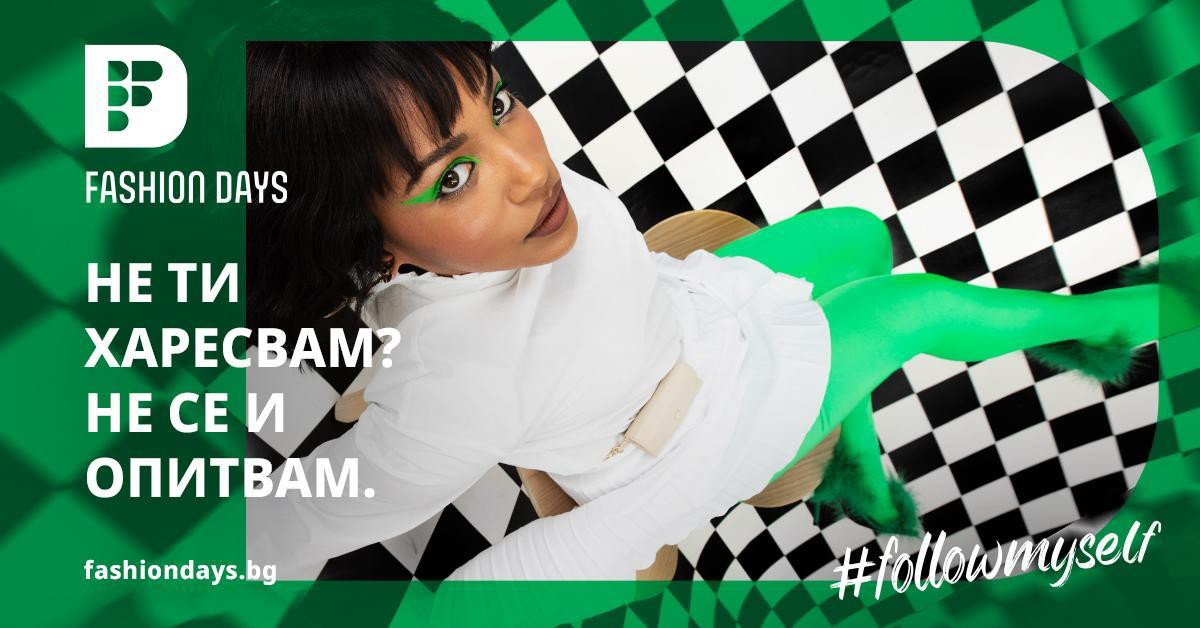 FASHION DAYS
НЕ ТИ
ХАРЕСВАМ?
НЕ СЕ И
ОПИТВАМ.
fashiondays.bg
#followmyself